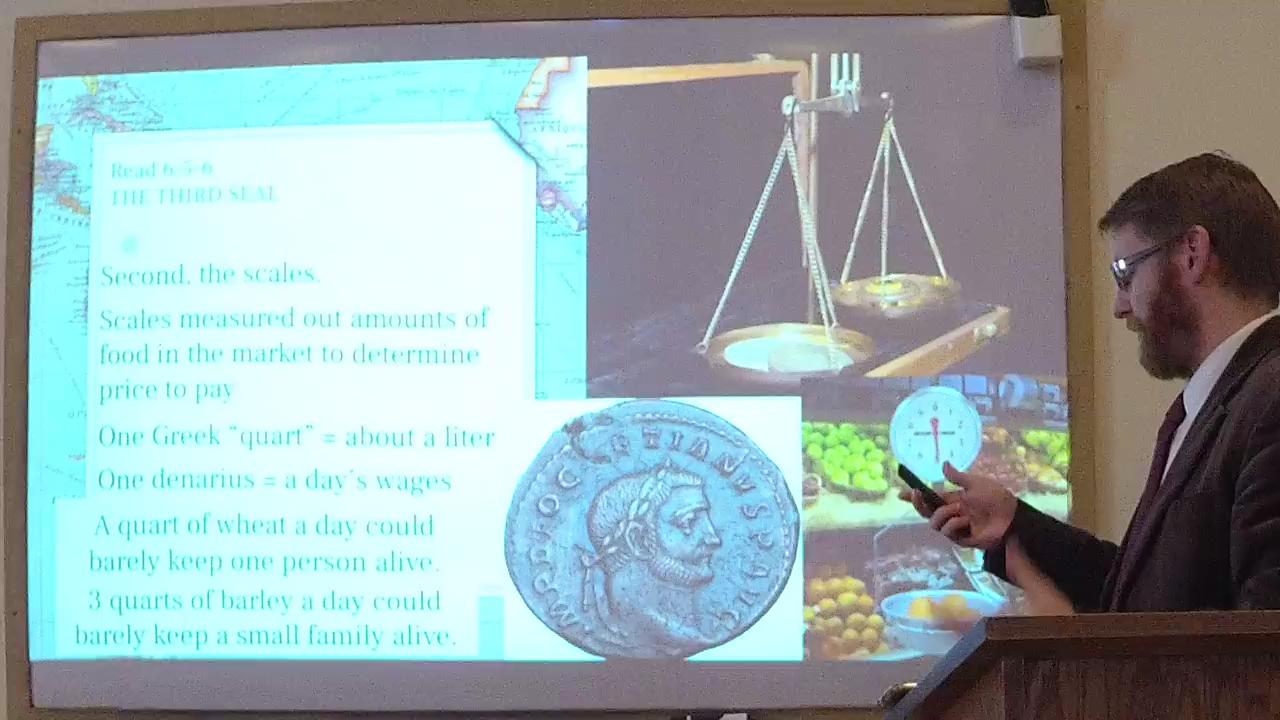 Read 6:5-6
THE THIRD SEAL
Second, the scales.
Scales measured out amounts of
food in the market to determine
price to pay
One Greek “quart” = about a liter
One denarius = a day's wages
A quart of wheat a day could
barely keep one person alive.
3 quarts of barley a day could
barely keep a small family alive.